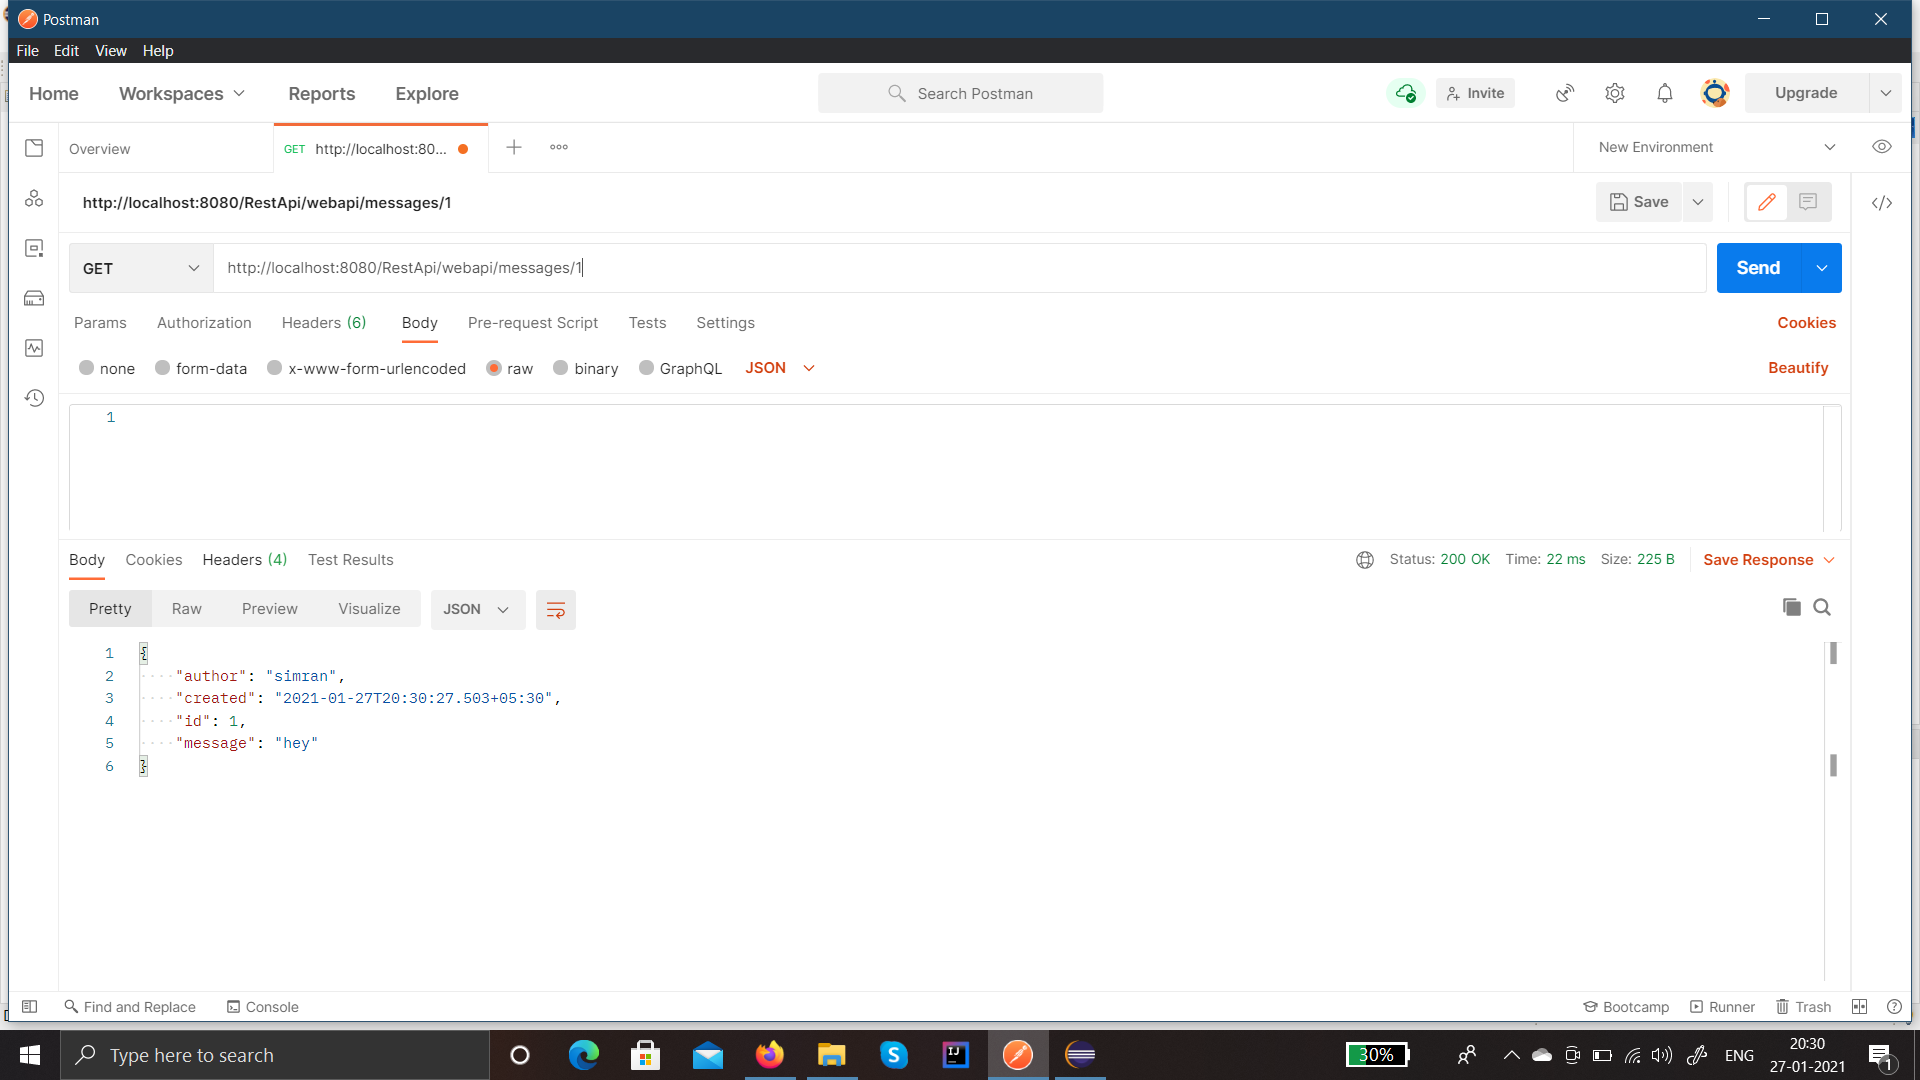 Postman
File Edit View Help
Home Workspaces Reports Explore Search Postman Invite Upgrade
Overview GET http://localhost:80... New Environment
http://localhost:8080/RestApi/webapi/messages/1 Save
GET http://localhost:8080/RestApi/webapi/messages/1 Send
Params Authorization Headers (6) Body Pre-request Script Tests Settings Cookies
none form-data x-www-form-urlencoded raw binary GraphQL JSON Beautify
1
Body Cookies Headers (4) Test Results Status: 200 OK Time: 22 ms Size: 225 B Save Response
Pretty Raw Preview Visualize JSON
1 {
2 "author": "simran",
3 "created": "2021-01-27T20:30:27.503+05:30",
4 "id": 1,
5 "message": "hey"
6 }
Find and Replace Console Bootcamp Runner Trash
Type here to search 30% ENG 20:30
27-01-2021 1